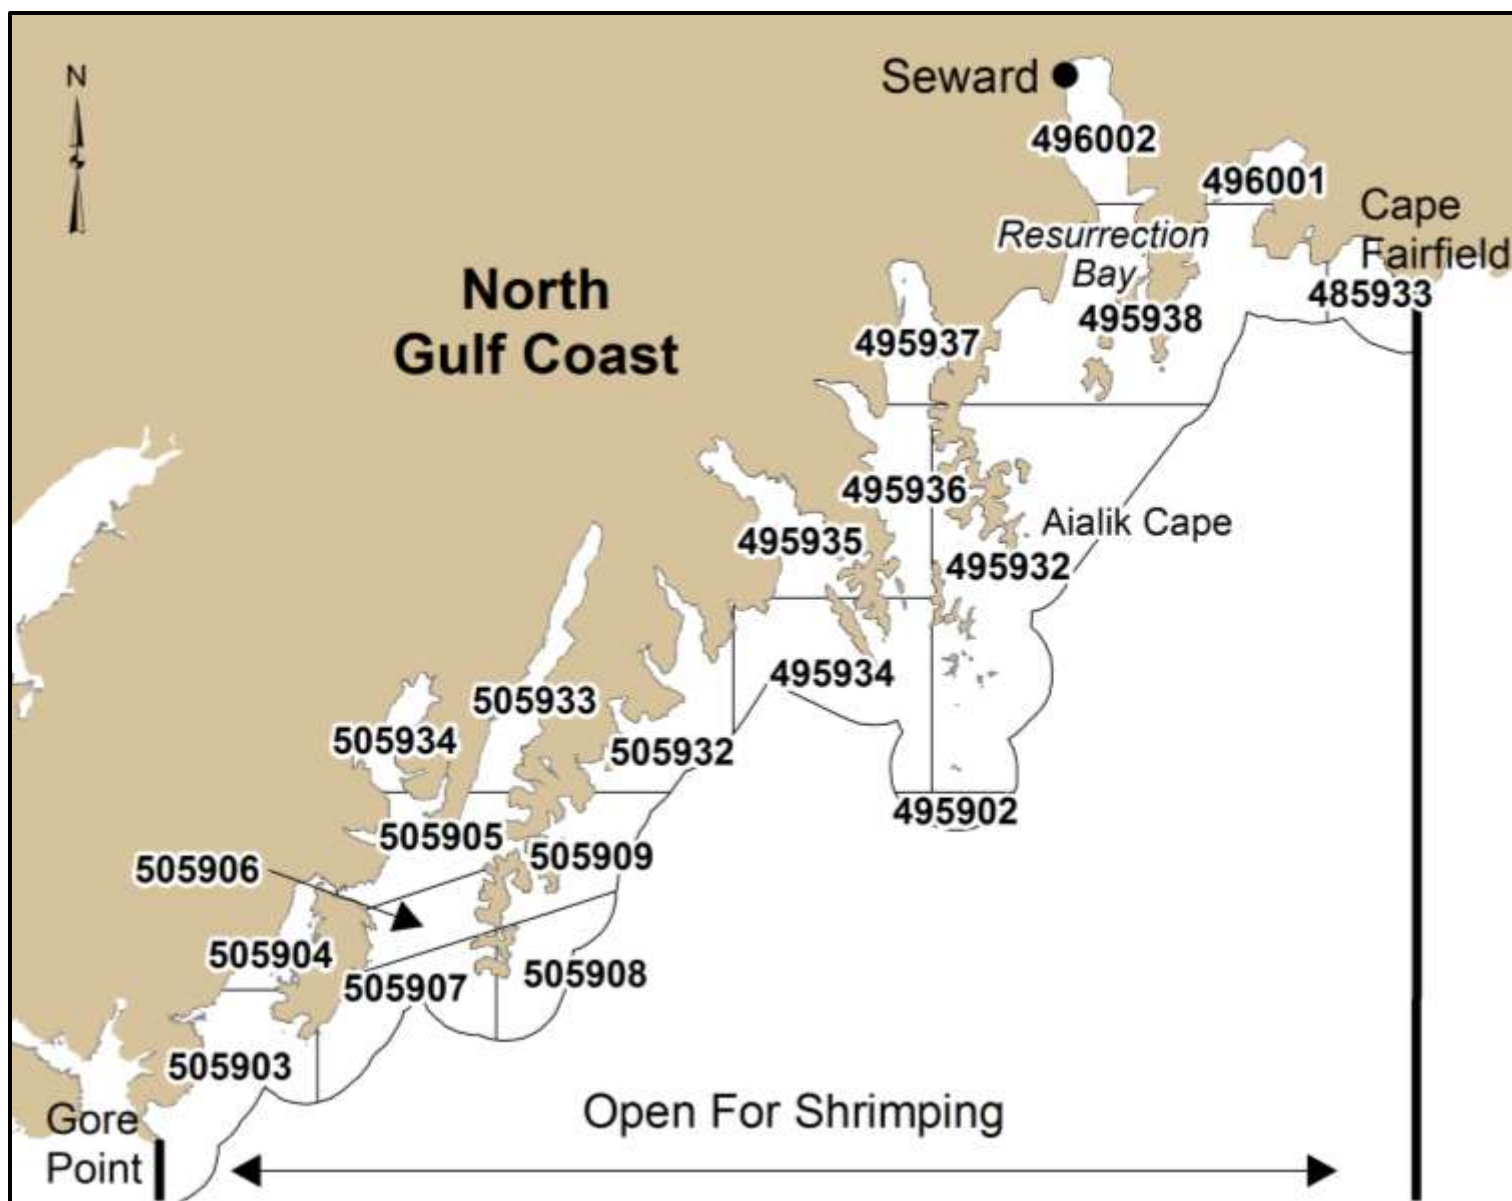 N
Seward
496002
496001
Cape
Fairfield
Resurrection
Bay
North
Gulf Coast
485933
495938
495937
495936
Aialik Cape
495935
495932
495934
505933
505934
505932
495902
505905
505909
505906
505904
505908
505907
505903
Gore
Point
Open For Shrimping